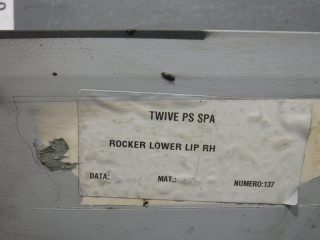 TWIVE PS SPA
ROCKER LOWER LIP RH
DATA: MAT.: NUMERO:137